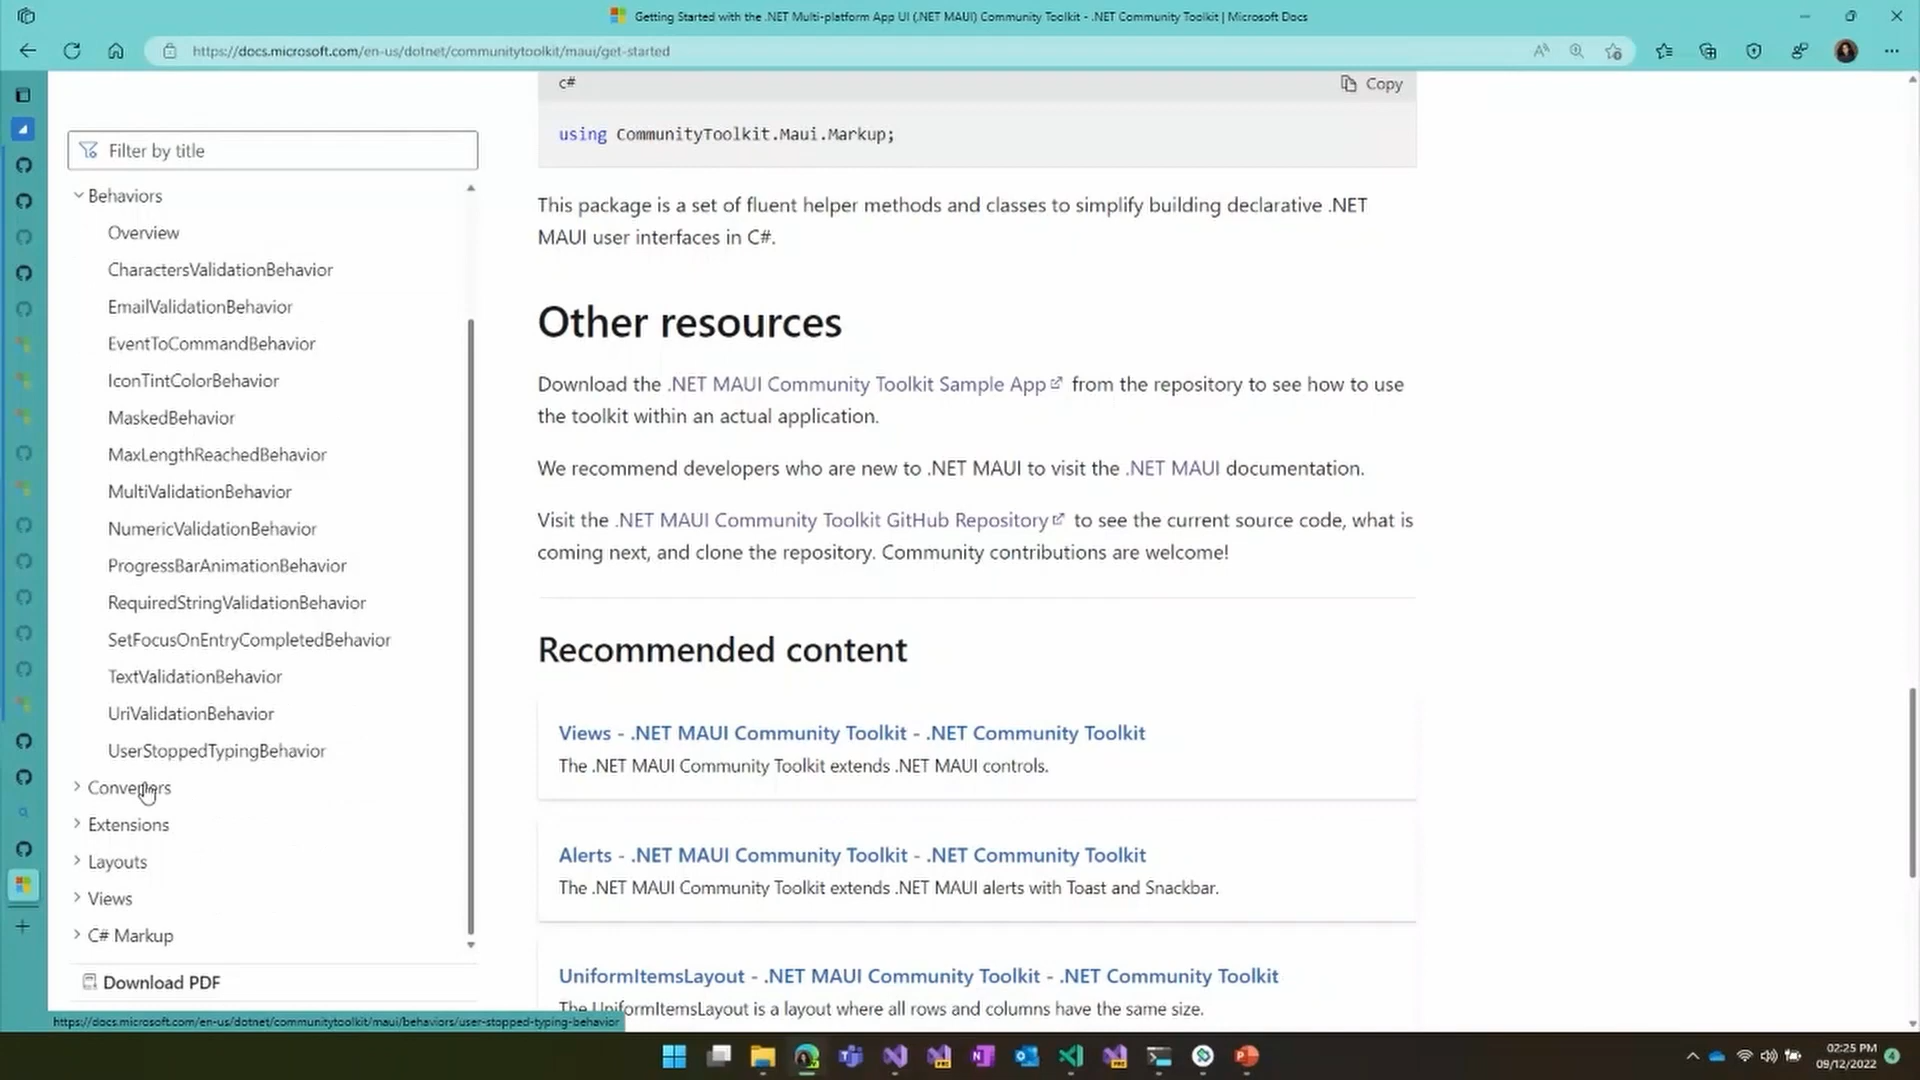 Getting Started with the .NET Multi-platform App UI (.NET MAUI) Community Toolkit - .NET Community Toolkit | Microsoft Docs
https://docs.microsoft.com/en-us/dotnet/communitytoolkit/maui/get-started
Filter by title
Behaviors
Overview
CharactersValidationBehavior
EmailValidationBehavior
EventToCommandBehavior
IconTintColorBehavior
MaskedBehavior
MaxLengthReachedBehavior
MultiValidationBehavior
NumericValidationBehavior
ProgressBarAnimationBehavior
RequiredStringValidationBehavior
SetFocusOnEntryCompletedBehavior
TextValidationBehavior
UriValidationBehavior
UserStoppedTypingBehavior
Converters
Extensions
Layouts
Views
C# Markup
Download PDF
https://docs.microsoft.com/en-us/dotnet/communitytoolkit/maui/behaviors/user-stopped-typing-behavior
c#
Copy
using CommunityToolkit.Maui.Markup;
This package is a set of fluent helper methods and classes to simplify building declarative .NET
MAUI user interfaces in C#.
Other resources
Download the .NET MAUI Community Toolkit Sample App from the repository to see how to use
the toolkit within an actual application.
We recommend developers who are new to .NET MAUI to visit the .NET MAUI documentation.
Visit the .NET MAUI Community Toolkit GitHub Repository to see the current source code, what is
coming next, and clone the repository. Community contributions are welcome!
Recommended content
Views - .NET MAUI Community Toolkit - .NET Community Toolkit
The .NET MAUI Community Toolkit extends .NET MAUI controls.
Alerts - .NET MAUI Community Toolkit - .NET Community Toolkit
The .NET MAUI Community Toolkit extends .NET MAUI alerts with Toast and Snackbar.
UniformItemsLayout - .NET MAUI Community Toolkit - .NET Community Toolkit
The UniformItemsLayout is a layout where all rows and columns have the same size.
02:25 PM
09/12/2022
4